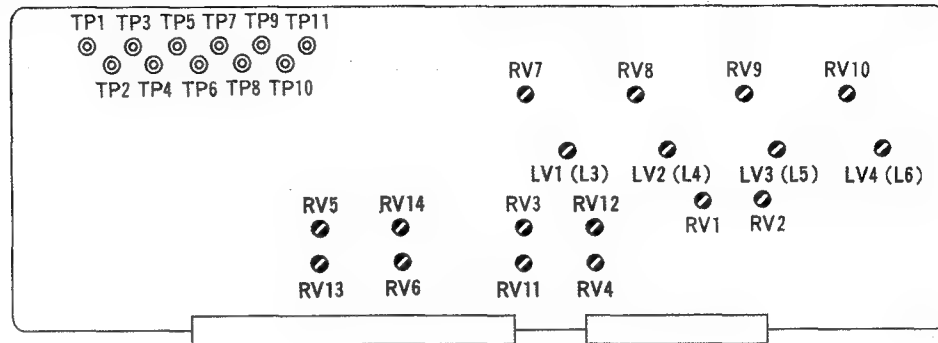 TP1 TP3 TP5 TP7 TP9 TP11
TP2 TP4 TP6 TP8 TP10
RV7 RV8 RV9 RV10
LV1 (L3) LV2 (L4) LV3 (L5) LV4 (L6)
RV5 RV14 RV3 RV12 RV1 RV2
RV13 RV6 RV11 RV4